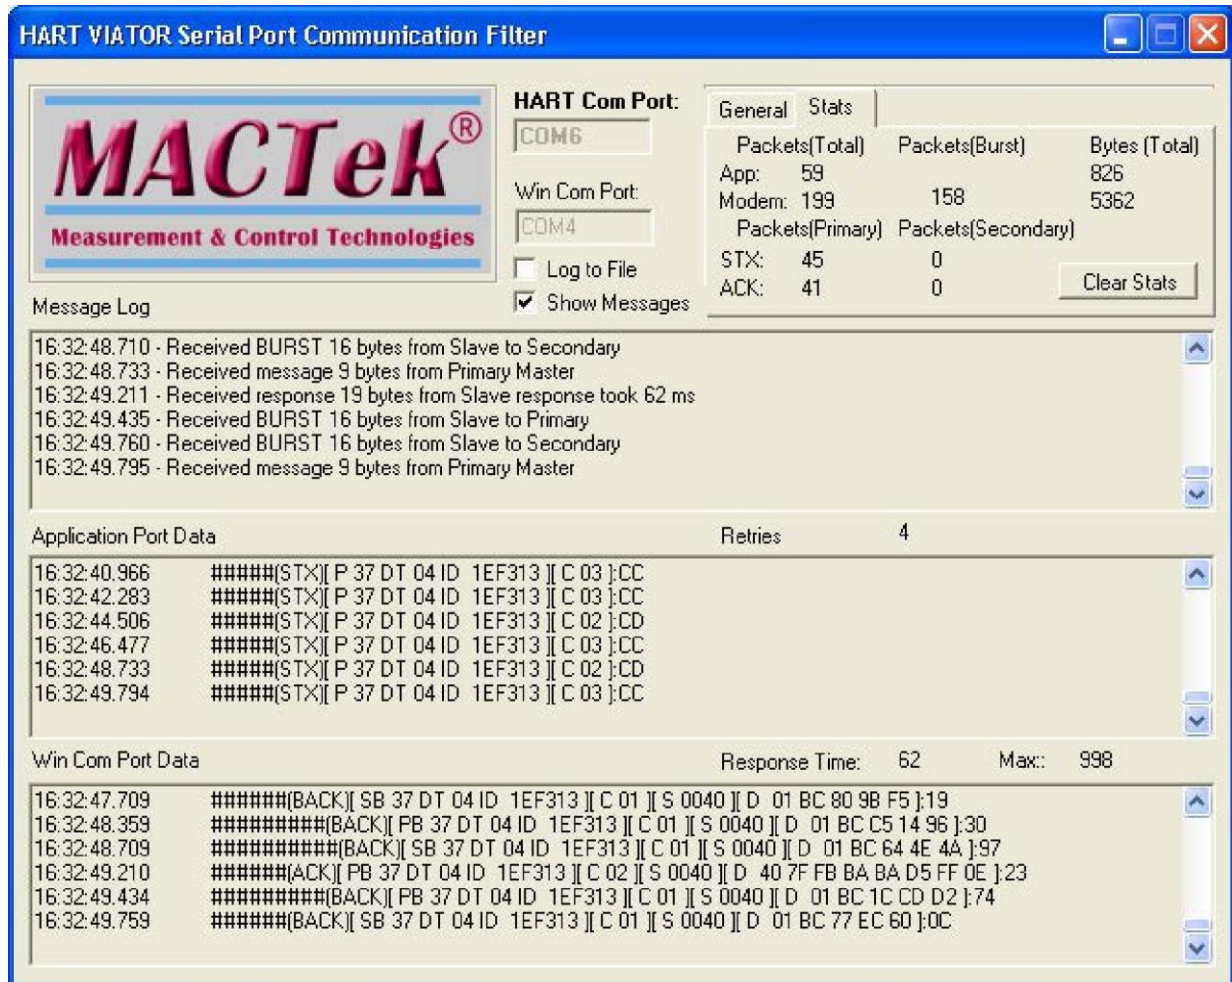 HART VIATOR Serial Port Communication Filter
MACTek®
Measurement & Control Technologies
HART Com Port:
COM6
Win Com Port:
COM4
Log to File
Show Messages
General Stats
Packets(Total) Packets(Burst) Bytes (Total)
App: 59 826
Modem: 199 158 5362
Packets(Primary) Packets(Secondary)
STX: 45 0
ACK: 41 0
Clear Stats
Message Log
16:32:48.710 - Received BURST 16 bytes from Slave to Secondary
16:32:48.733 - Received message 9 bytes from Primary Master
16:32:49.211 - Received response 19 bytes from Slave response took 62 ms
16:32:49.435 - Received BURST 16 bytes from Slave to Primary
16:32:49.760 - Received BURST 16 bytes from Slave to Secondary
16:32:49.795 - Received message 9 bytes from Primary Master
Application Port Data Retries 4
16:32:40.966 #####(STX)[ P 37 DT 04 ID 1EF313 ][ C 03 ]:CC
16:32:42.283 #####(STX)[ P 37 DT 04 ID 1EF313 ][ C 03 ]:CC
16:32:44.506 #####(STX)[ P 37 DT 04 ID 1EF313 ][ C 02 ]:CD
16:32:46.477 #####(STX)[ P 37 DT 04 ID 1EF313 ][ C 03 ]:CC
16:32:48.733 #####(STX)[ P 37 DT 04 ID 1EF313 ][ C 02 ]:CD
16:32:49.794 #####(STX)[ P 37 DT 04 ID 1EF313 ][ C 03 ]:CC
Win Com Port Data Response Time: 62 Max:: 998
16:32:47.709 ######(BACK)[ SB 37 DT 04 ID 1EF313 ][ C 01 ][ S 0040 ][ D 01 BC 80 9B F5 ]:19
16:32:48.359 #########(BACK)[ PB 37 DT 04 ID 1EF313 ][ C 01 ][ S 0040 ][ D 01 BC C5 14 96 ]:30
16:32:48.709 ##########(BACK)[ SB 37 DT 04 ID 1EF313 ][ C 01 ][ S 0040 ][ D 01 BC 64 4E 4A ]:97
16:32:49.210 ######(ACK)[ PB 37 DT 04 ID 1EF313 ][ C 02 ][ S 0040 ][ D 40 7F FB BA BA D5 FF 0E ]:23
16:32:49.434 #########(BACK)[ PB 37 DT 04 ID 1EF313 ][ C 01 ][ S 0040 ][ D 01 BC 1C CD D2 ]:74
16:32:49.759 ######(BACK)[ SB 37 DT 04 ID 1EF313 ][ C 01 ][ S 0040 ][ D 01 BC 77 EC 60 ]:0C